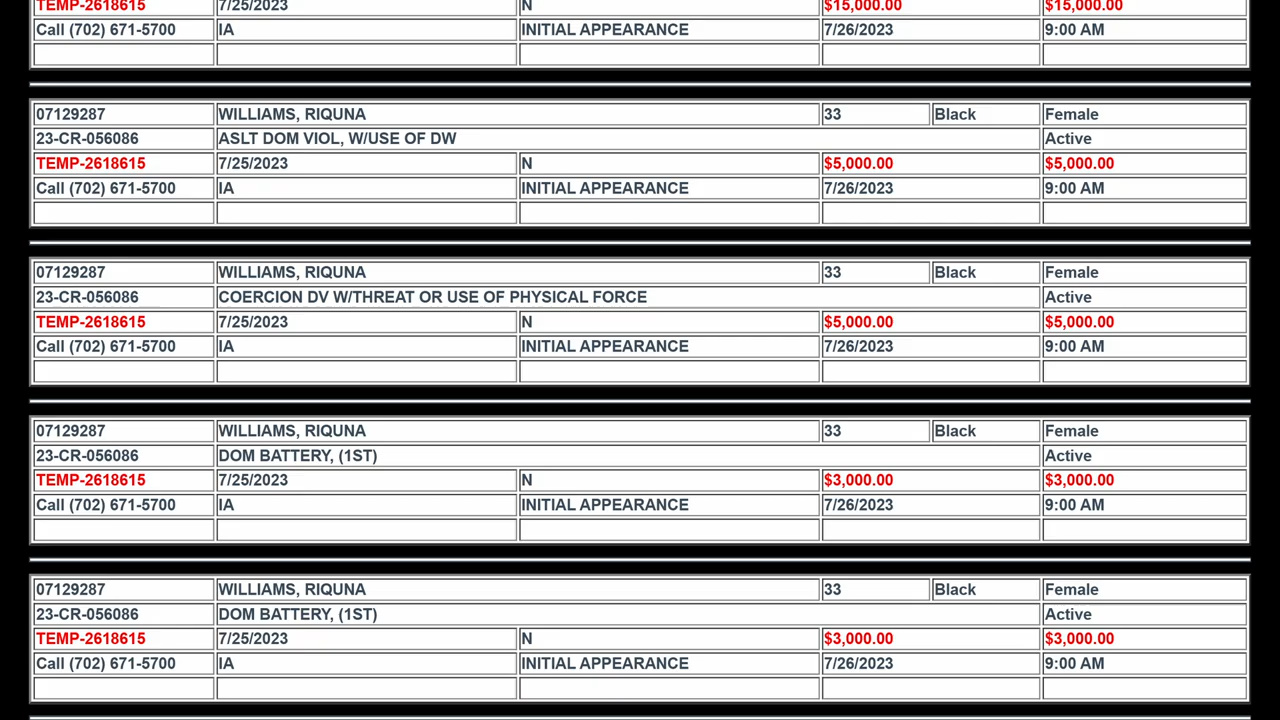 TEMP-2618615 7/25/2023 N $15,000.00 $15,000.00
Call (702) 671-5700 IA INITIAL APPEARANCE 7/26/2023 9:00 AM
07129287 WILLIAMS, RIQUNA 33 Black Female
23-CR-056086 ASLT DOM VIOL, W/USE OF DW Active
TEMP-2618615 7/25/2023 N $5,000.00 $5,000.00
Call (702) 671-5700 IA INITIAL APPEARANCE 7/26/2023 9:00 AM
07129287 WILLIAMS, RIQUNA 33 Black Female
23-CR-056086 COERCION DV W/THREAT OR USE OF PHYSICAL FORCE Active
TEMP-2618615 7/25/2023 N $5,000.00 $5,000.00
Call (702) 671-5700 IA INITIAL APPEARANCE 7/26/2023 9:00 AM
07129287 WILLIAMS, RIQUNA 33 Black Female
23-CR-056086 DOM BATTERY, (1ST) Active
TEMP-2618615 7/25/2023 N $3,000.00 $3,000.00
Call (702) 671-5700 IA INITIAL APPEARANCE 7/26/2023 9:00 AM
07129287 WILLIAMS, RIQUNA 33 Black Female
23-CR-056086 DOM BATTERY, (1ST) Active
TEMP-2618615 7/25/2023 N $3,000.00 $3,000.00
Call (702) 671-5700 IA INITIAL APPEARANCE 7/26/2023 9:00 AM